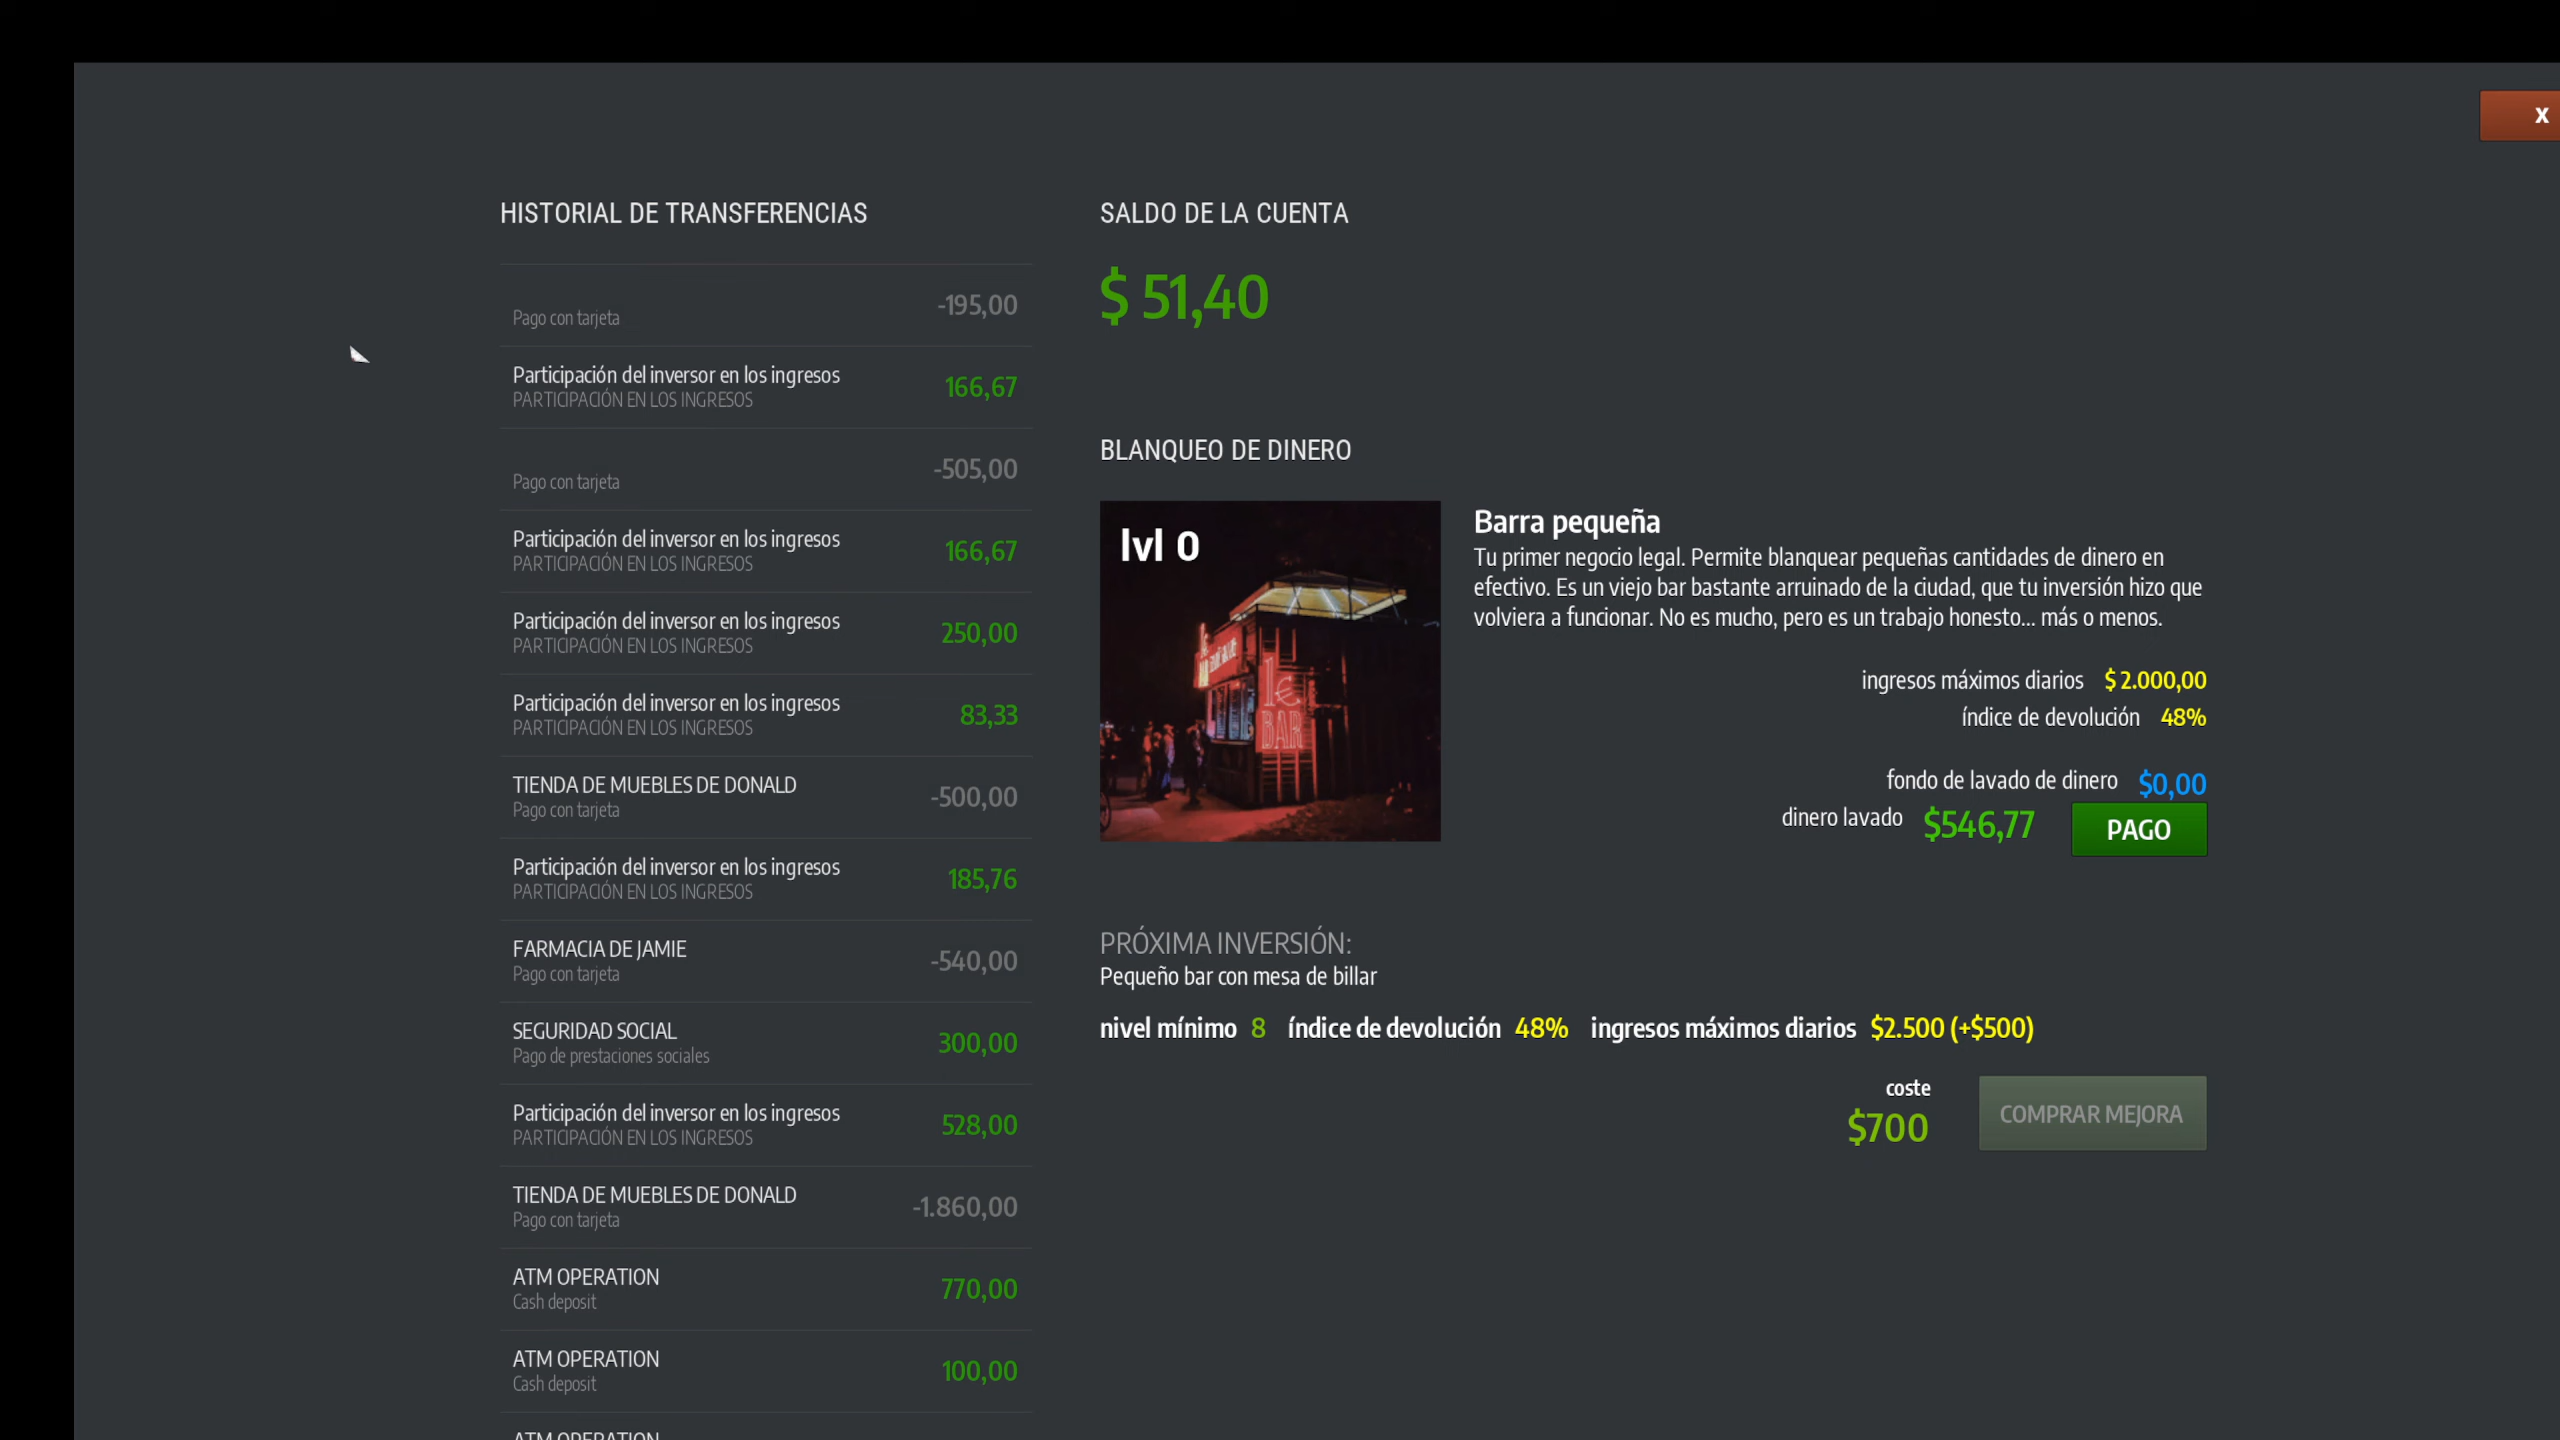 X
HISTORIAL DE TRANSFERENCIAS
-195,00
Pago con tarjeta
Participación del inversor en los ingresos
PARTICIPACIÓN EN LOS INGRESOS
166,67
-505,00
Pago con tarjeta
Participación del inversor en los ingresos
PARTICIPACIÓN EN LOS INGRESOS
166,67
Participación del inversor en los ingresos
PARTICIPACIÓN EN LOS INGRESOS
250,00
Participación del inversor en los ingresos
PARTICIPACIÓN EN LOS INGRESOS
83,33
TIENDA DE MUEBLES DE DONALD
Pago con tarjeta
-500,00
Participación del inversor en los ingresos
PARTICIPACIÓN EN LOS INGRESOS
185,76
FARMACIA DE JAMIE
Pago con tarjeta
-540,00
SEGURIDAD SOCIAL
Pago de prestaciones sociales
300,00
Participación del inversor en los ingresos
PARTICIPACIÓN EN LOS INGRESOS
528,00
TIENDA DE MUEBLES DE DONALD
Pago con tarjeta
-1.860,00
ATM OPERATION
Cash deposit
770,00
ATM OPERATION
Cash deposit
100,00
ATM OPERATION
SALDO DE LA CUENTA
$ 51,40
BLANQUEO DE DINERO
lvl 0
1€
BAR
Barra pequeña
Tu primer negocio legal. Permite blanquear pequeñas cantidades de dinero en
efectivo. Es un viejo bar bastante arruinado de la ciudad, que tu inversión hizo que
volviera a funcionar. No es mucho, pero es un trabajo honesto... más o menos.
ingresos máximos diarios $ 2.000,00
índice de devolución 48%
fondo de lavado de dinero $0,00
dinero lavado $546,77 PAGO
PRÓXIMA INVERSIÓN:
Pequeño bar con mesa de billar
nivel mínimo 8 índice de devolución 48% ingresos máximos diarios $2.500 (+$500)
coste
$700
COMPRAR MEJORA